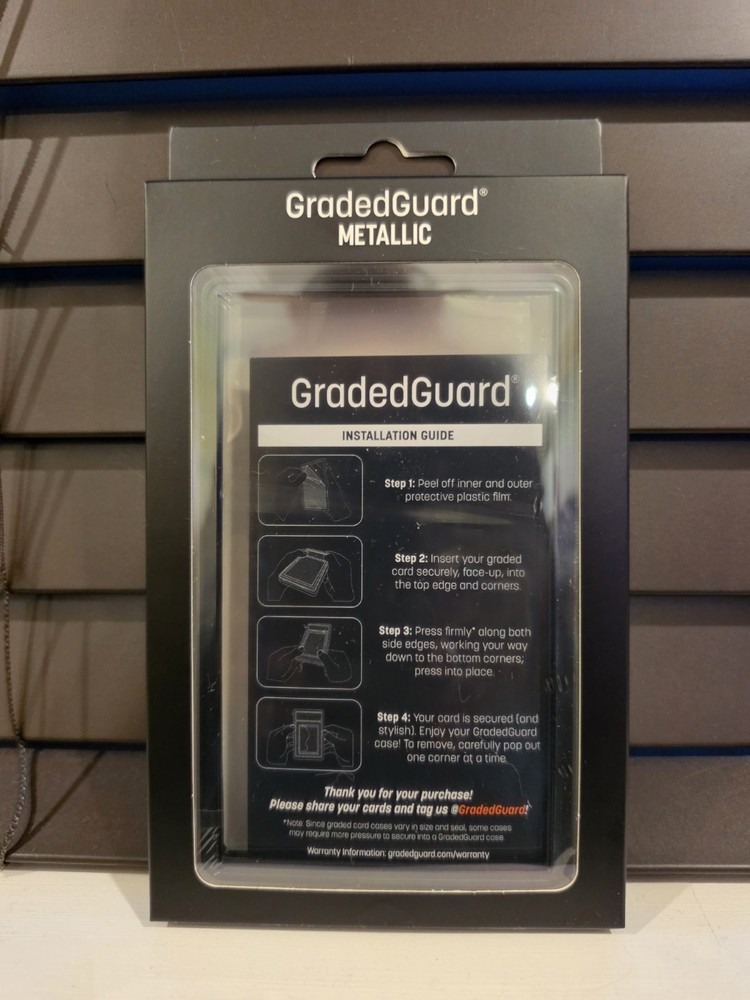 GradedGuard®
METALLIC
GradedGuard®
INSTALLATION GUIDE
Step 1: Peel off inner and outer
protective plastic film.
Step 2: Insert your graded
card securely, face-up, into
the top edge and corners.
Step 3: Press firmly* along both
side edges, working your way
down to the bottom corners;
press into place.
Step 4: Your card is secured (and
stylish). Enjoy your GradedGuard
case! To remove, carefully pop out
one corner at a time.
Thank you for your purchase!
Please share your cards and tag us @GradedGuard!
*Note: Since graded card cases vary in size and seal, some cases
may require more pressure to secure into a GradedGuard case.
Warranty Information: gradedguard.com/warranty